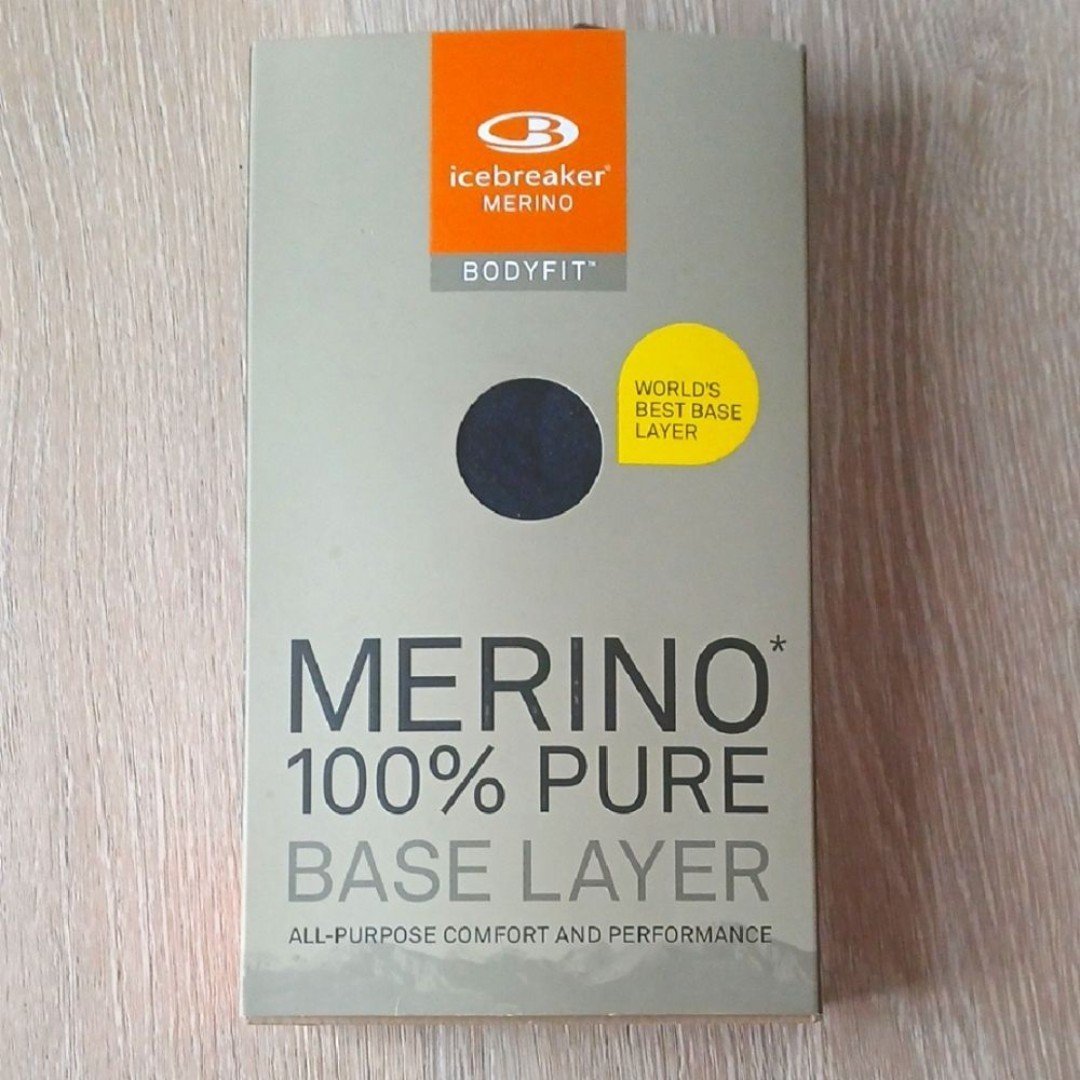 icebreaker®
MERINO
BODYFIT™
WORLD'S
BEST BASE
LAYER
MERINO*
100% PURE
BASE LAYER
ALL-PURPOSE COMFORT AND PERFORMANCE